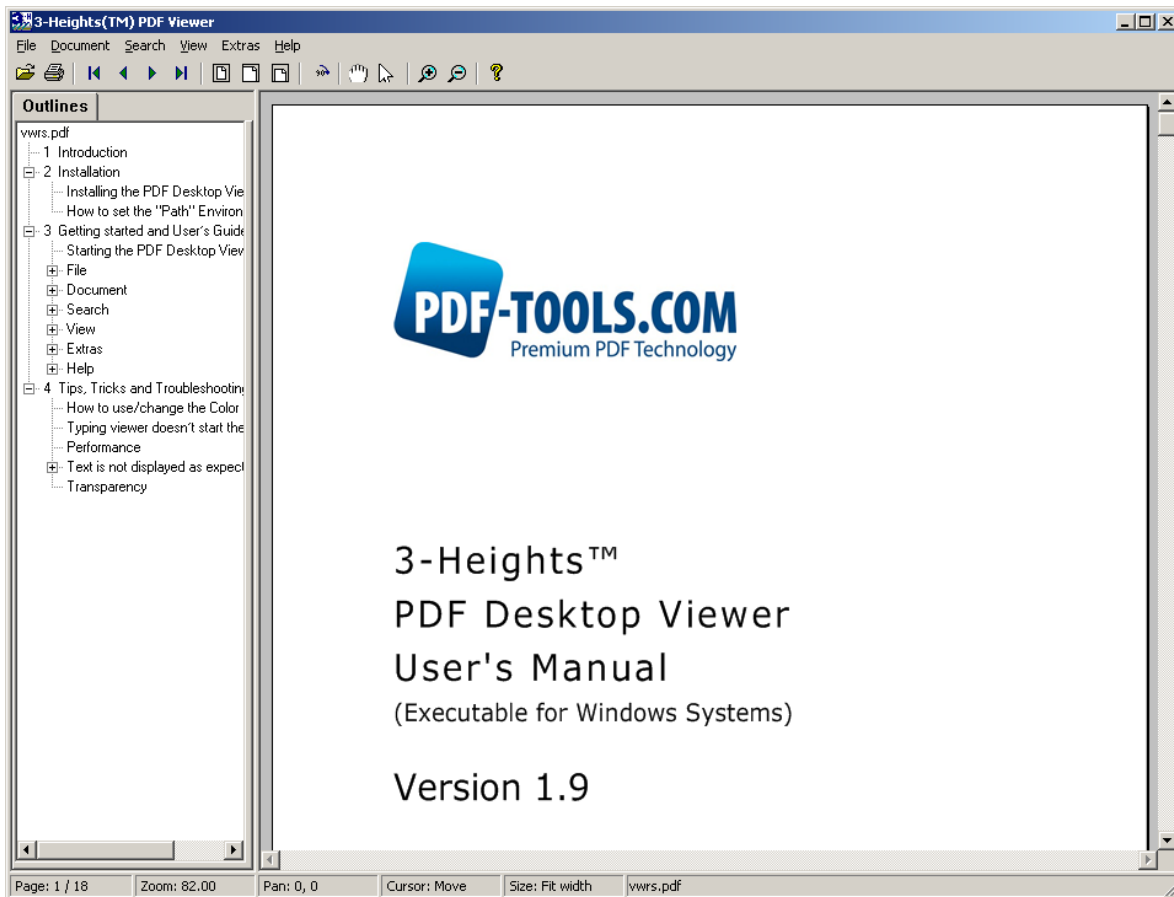 3-Heights(TM) PDF Viewer
File Document Search View Extras Help
Outlines
vwrs.pdf
1 Introduction
2 Installation
Installing the PDF Desktop Vie
How to set the "Path" Environ
3 Getting started and User's Guide
Starting the PDF Desktop View
File
Document
Search
View
Extras
Help
4 Tips, Tricks and Troubleshooting
How to use/change the Color
Typing viewer doesn't start the
Performance
Text is not displayed as expect
Transparency
PDF-TOOLS.COM
Premium PDF Technology
3-Heights™
PDF Desktop Viewer
User's Manual
(Executable for Windows Systems)
Version 1.9
Page: 1 / 18 Zoom: 82.00 Pan: 0, 0 Cursor: Move Size: Fit width vwrs.pdf